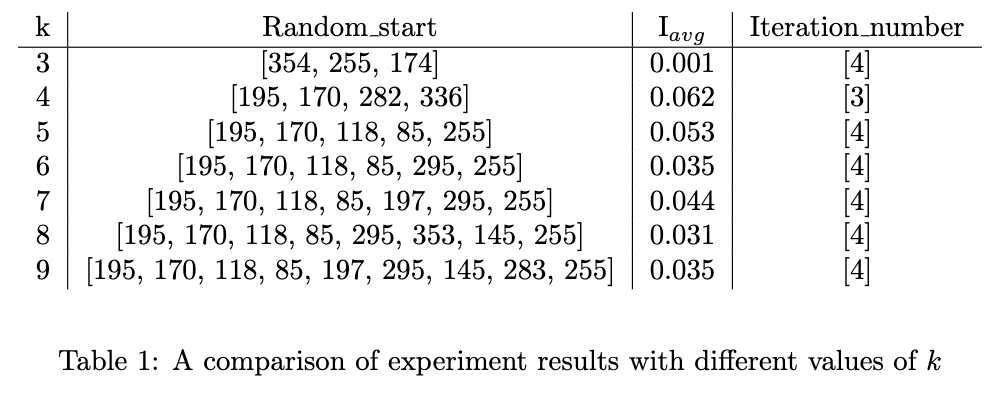 k Random_start I_avg Iteration_number
3 [354, 255, 174] 0.001 [4]
4 [195, 170, 282, 336] 0.062 [3]
5 [195, 170, 118, 85, 255] 0.053 [4]
6 [195, 170, 118, 85, 295, 255] 0.035 [4]
7 [195, 170, 118, 85, 197, 295, 255] 0.044 [4]
8 [195, 170, 118, 85, 295, 353, 145, 255] 0.031 [4]
9 [195, 170, 118, 85, 197, 295, 145, 283, 255] 0.035 [4]
Table 1: A comparison of experiment results with different values of k